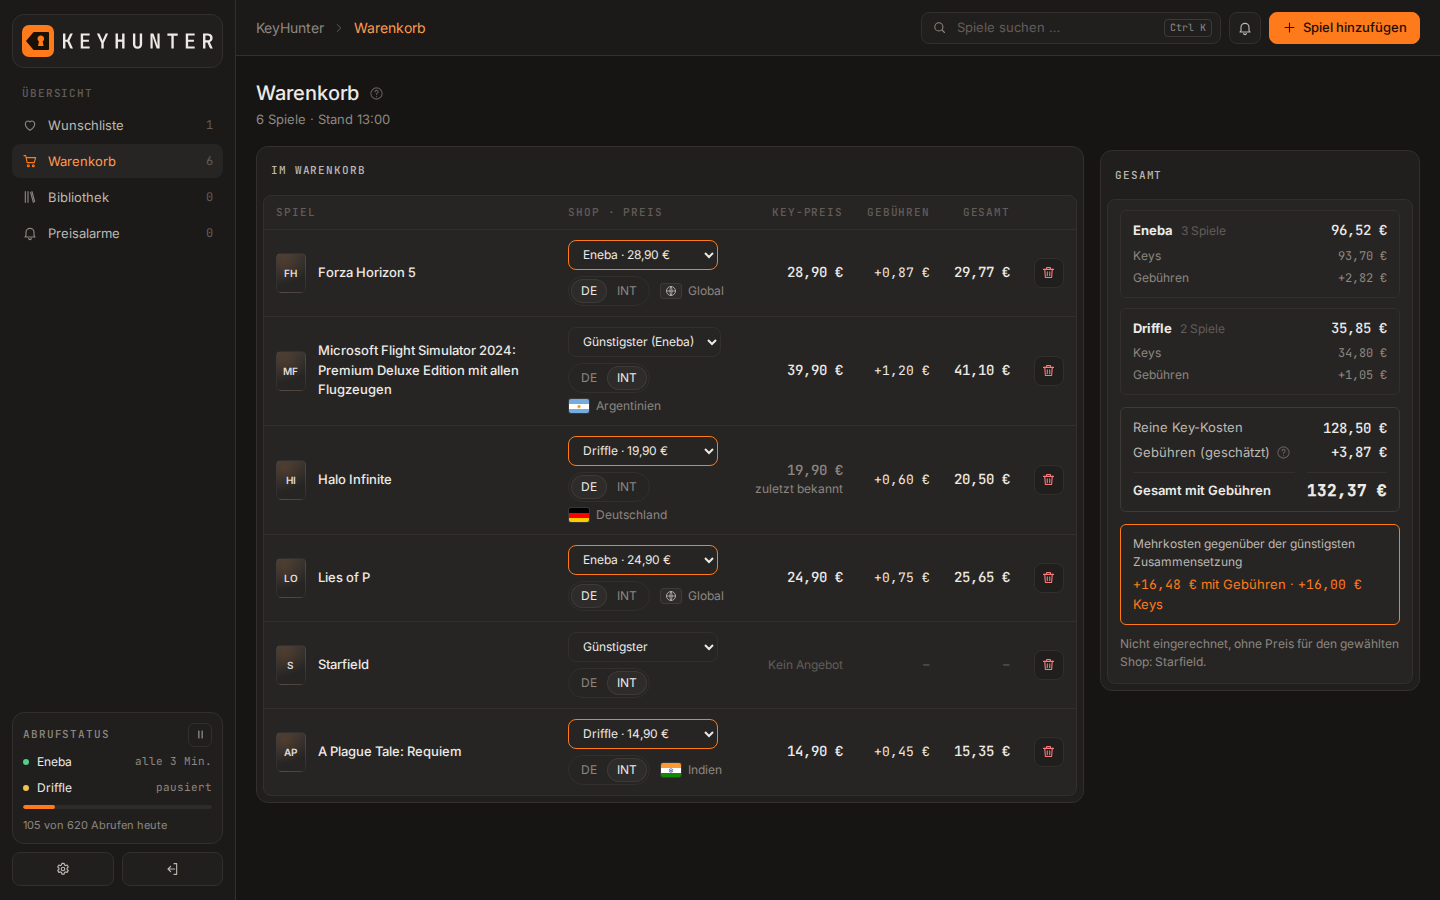 KEYHUNTER
KeyHunter > Warenkorb
Spiele suchen ...
Ctrl K
Spiel hinzufügen
ÜBERSICHT
Wunschliste 1
Warenkorb 6
Bibliothek 0
Preisalarme 0
Warenkorb
6 Spiele · Stand 13:00
IM WARENKORB
SPIEL SHOP · PREIS KEY-PREIS GEBÜHREN GESAMT
FH Forza Horizon 5 Eneba · 28,90 € 28,90 € +0,87 € 29,77 €
DE INT Global
MF Microsoft Flight Simulator 2024:
Premium Deluxe Edition mit allen
Flugzeugen
Günstigster (Eneba) 39,90 € +1,20 € 41,10 €
DE INT
Argentinien
HI Halo Infinite Driffle · 19,90 € 19,90 € +0,60 € 20,50 €
zuletzt bekannt
DE INT
Deutschland
LO Lies of P Eneba · 24,90 € 24,90 € +0,75 € 25,65 €
DE INT Global
S Starfield Günstigster Kein Angebot – –
DE INT
AP A Plague Tale: Requiem Driffle · 14,90 € 14,90 € +0,45 € 15,35 €
DE INT Indien
GESAMT
Eneba 3 Spiele 96,52 €
Keys 93,70 €
Gebühren +2,82 €
Driffle 2 Spiele 35,85 €
Keys 34,80 €
Gebühren +1,05 €
Reine Key-Kosten 128,50 €
Gebühren (geschätzt) +3,87 €
Gesamt mit Gebühren 132,37 €
Mehrkosten gegenüber der günstigsten
Zusammensetzung
+16,48 € mit Gebühren · +16,00 €
Keys
Nicht eingerechnet, ohne Preis für den gewählten
Shop: Starfield.
ABRUFSTATUS
Eneba alle 3 Min.
Driffle pausiert
105 von 620 Abrufen heute